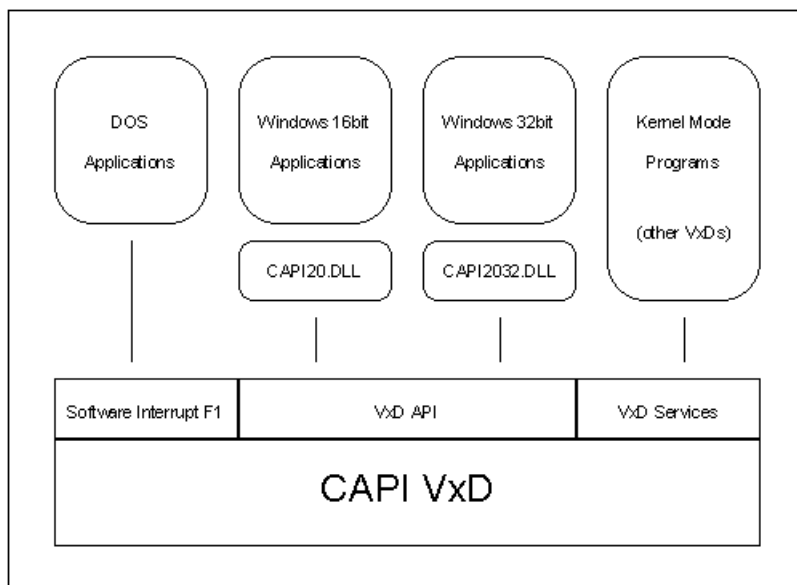 DOS
Applications
Windows 16bit
Applications
Windows 32bit
Applications
Kernel Mode
Programs
(other VxDs)
CAPI20.DLL
CAPI2032.DLL
Software Interrupt F1
VxD API
VxD Services
CAPI VxD